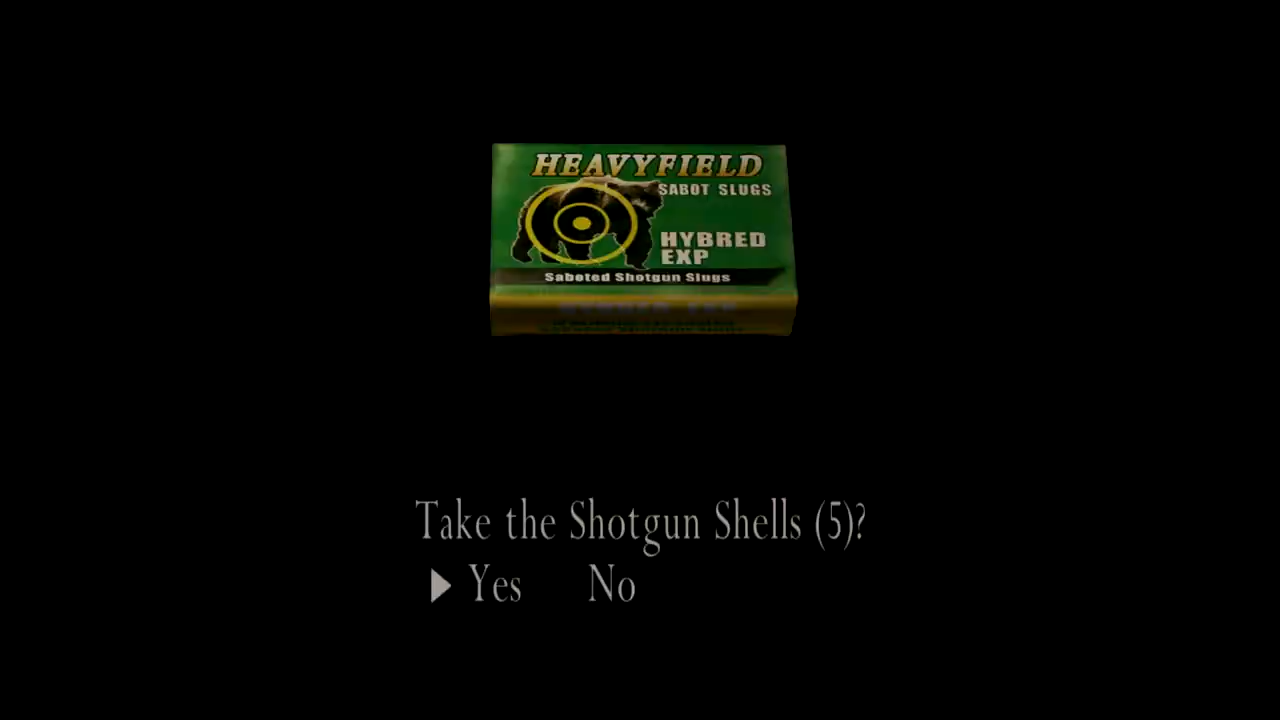 HEAVYFIELD
SABOT SLUGS
HYBRED
EXP
Saboted Shotgun Slugs
Take the Shotgun Shells (5)?
Yes No